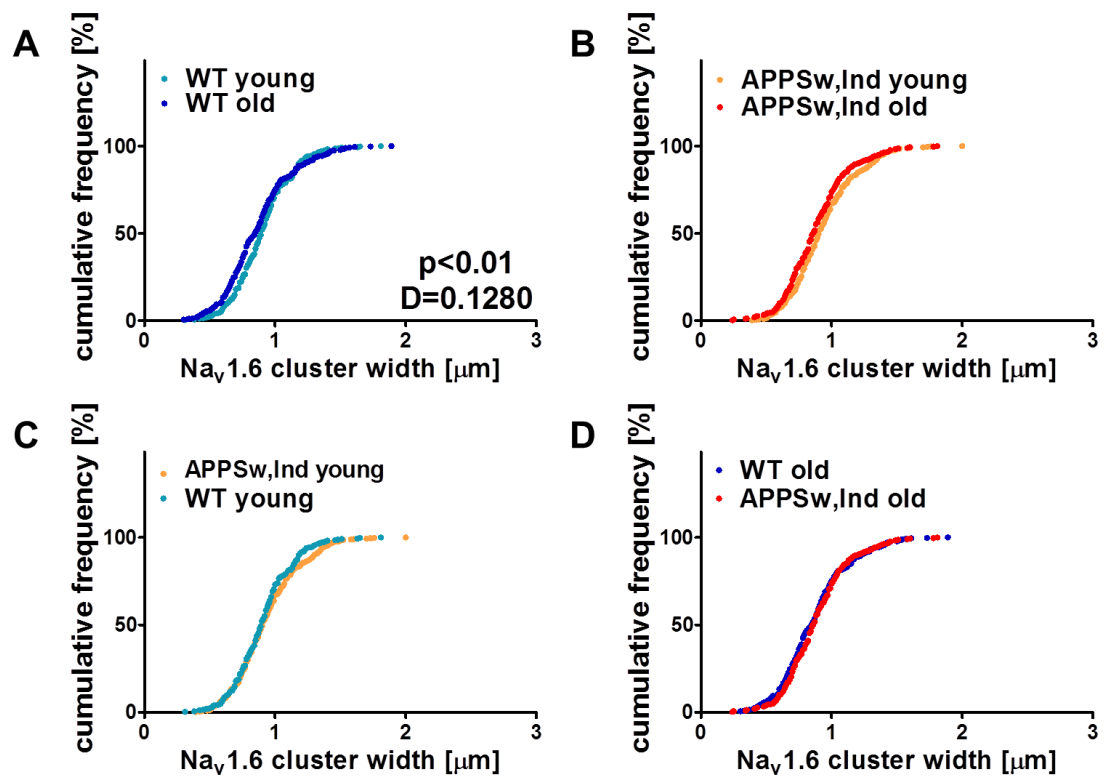 A
cumulative frequency [%]
WT young
WT old
100
50
0
p<0.01
D=0.1280
0 1 2 3
Naᵥ1.6 cluster width [μm]
B
cumulative frequency [%]
APPSw,Ind young
APPSw,Ind old
100
50
0
0 1 2 3
Naᵥ1.6 cluster width [μm]
C
cumulative frequency [%]
APPSw,Ind young
WT young
100
50
0
0 1 2 3
Naᵥ1.6 cluster width [μm]
D
cumulative frequency [%]
WT old
APPSw,Ind old
100
50
0
0 1 2 3
Naᵥ1.6 cluster width [μm]